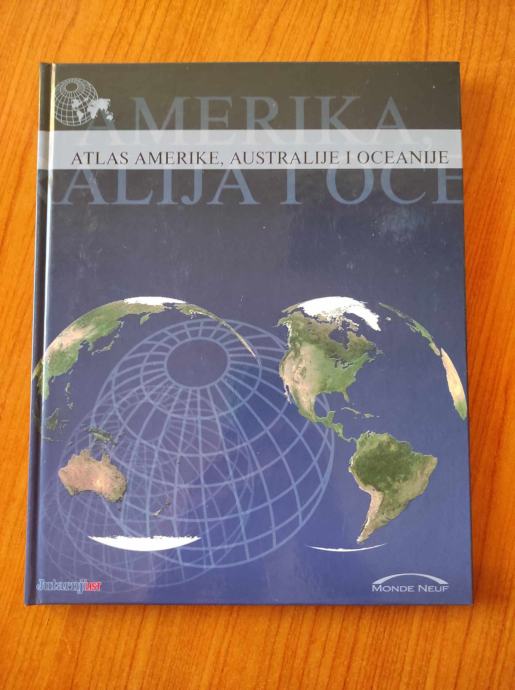 AMERIKA,
ATLAS AMERIKE, AUSTRALIJE I OCEANIJE
ALIJA I OCE
Jutarnji LIST
MONDE NEUF